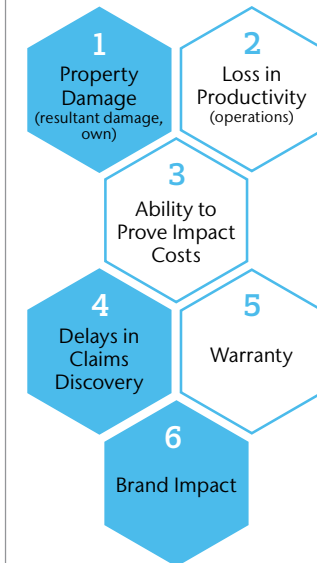 1
Property
Damage
(resultant damage,
own)
2
Loss in
Productivity
(operations)
3
Ability to
Prove Impact
Costs
4
Delays in
Claims
Discovery
5
Warranty
6
Brand Impact